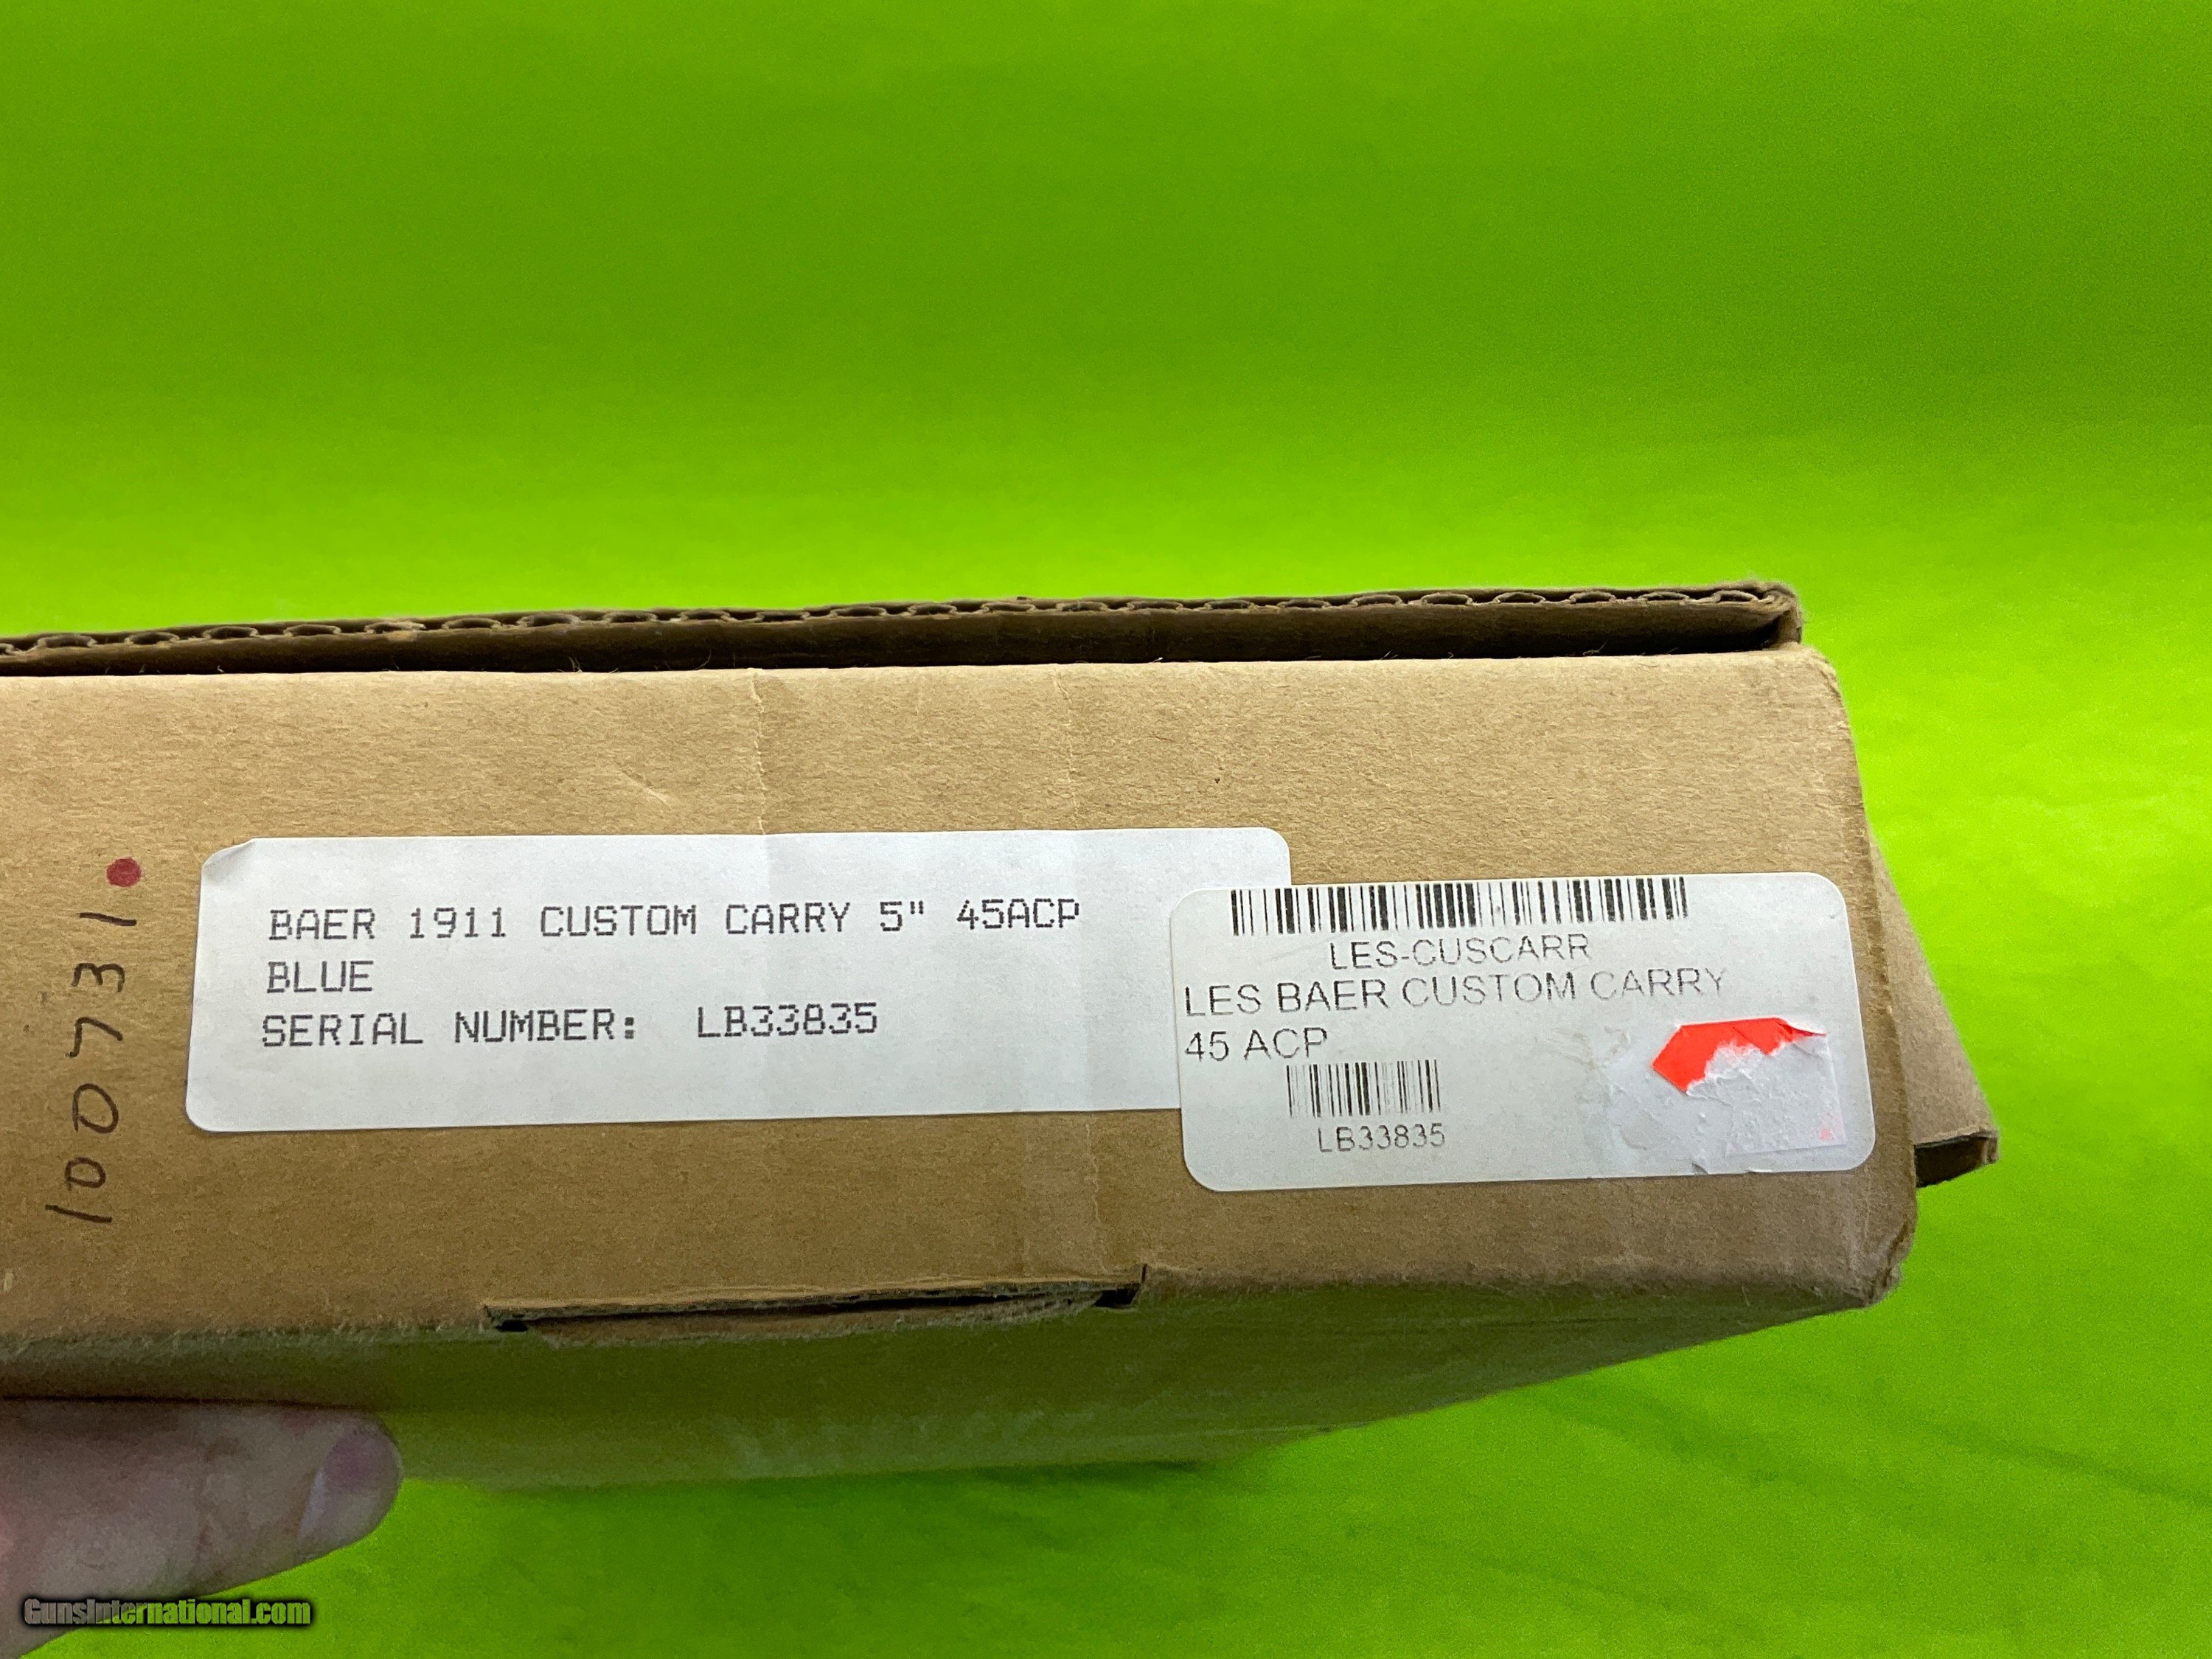 100731.
BAER 1911 CUSTOM CARRY 5" 45ACP
BLUE
SERIAL NUMBER: LB33835
LES-CUSCARR
LES BAER CUSTOM CARRY
45 ACP
LB33835
GunsInternational.com